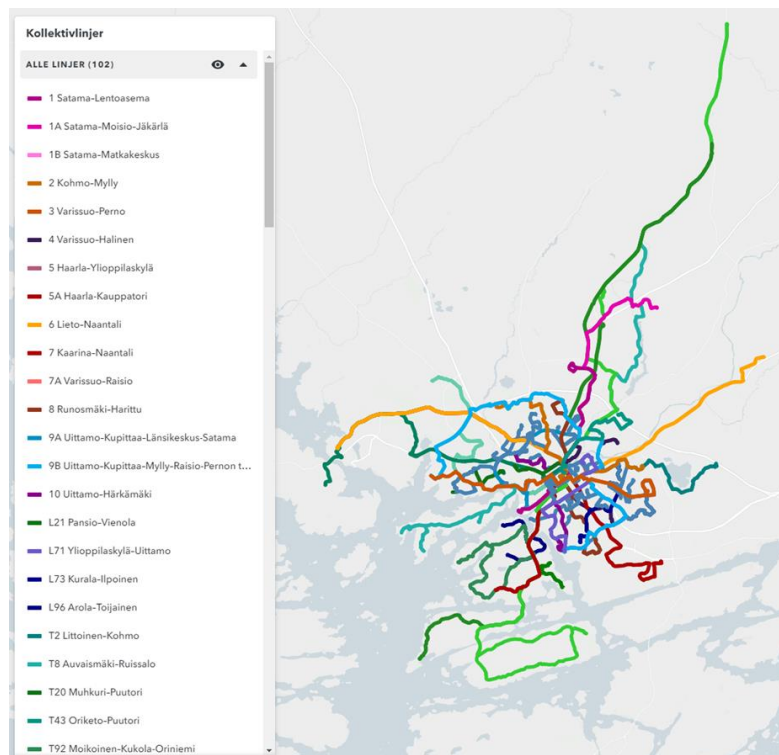 Kollektivlinjer
ALLE LINJER (102)
1 Satama-Lentoasema
1A Satama-Moisio-Jäkärlä
1B Satama-Matkakeskus
2 Kohmo-Mylly
3 Varissuo-Perno
4 Varissuo-Halinen
5 Haarla-Ylioppilaskylä
5A Haarla-Kauppatori
6 Lieto-Naantali
7 Kaarina-Naantali
7A Varissuo-Raisio
8 Runosmäki-Harittu
9A Uittamo-Kupittaa-Länsikeskus-Satama
9B Uittamo-Kupittaa-Mylly-Raisio-Pernon t...
10 Uittamo-Härkämäki
L21 Pansio-Vienola
L71 Ylioppilaskylä-Uittamo
L73 Kurala-Ilpoinen
L96 Arola-Toijainen
T2 Littoinen-Kohmo
T8 Auvaismäki-Ruissalo
T20 Muhkuri-Puutori
T43 Oriketo-Puutori
T92 Moikoinen-Kukola-Oriniemi